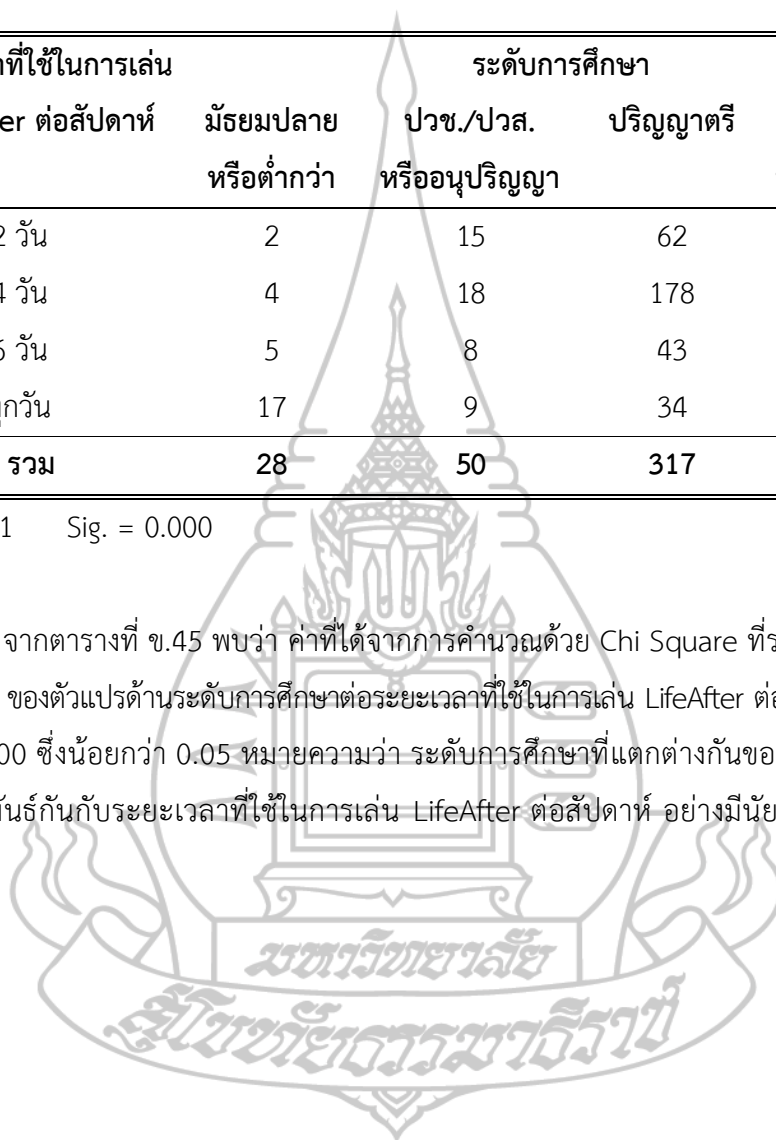 ที่ใช้ในการเล่น ระดับการศึกษา
ต่อสัปดาห์ มัธยมปลาย ปวช./ปวส. ปริญญาตรี
หรือต่ำกว่า หรืออนุปริญญา
2 วัน 2 15 62
4 วัน 4 18 178
6 วัน 5 8 43
ทุกวัน 17 9 34
รวม 28 50 317
1 Sig. = 0.000
จากตารางที่ ข.45 พบว่า ค่าที่ได้จากการคำนวณด้วย Chi Square ที่
ของตัวแปรด้านระดับการศึกษาต่อระยะเวลาที่ใช้ในการเล่น LifeAfter ต่อ
00 ซึ่งน้อยกว่า 0.05 หมายความว่า ระดับการศึกษาที่แตกต่างกันขอ
ันธ์กันกับระยะเวลาที่ใช้ในการเล่น LifeAfter ต่อสัปดาห์ อย่างมีนัย
มหาวิทยาลัย
สุโขทัยธรรมาธิราช